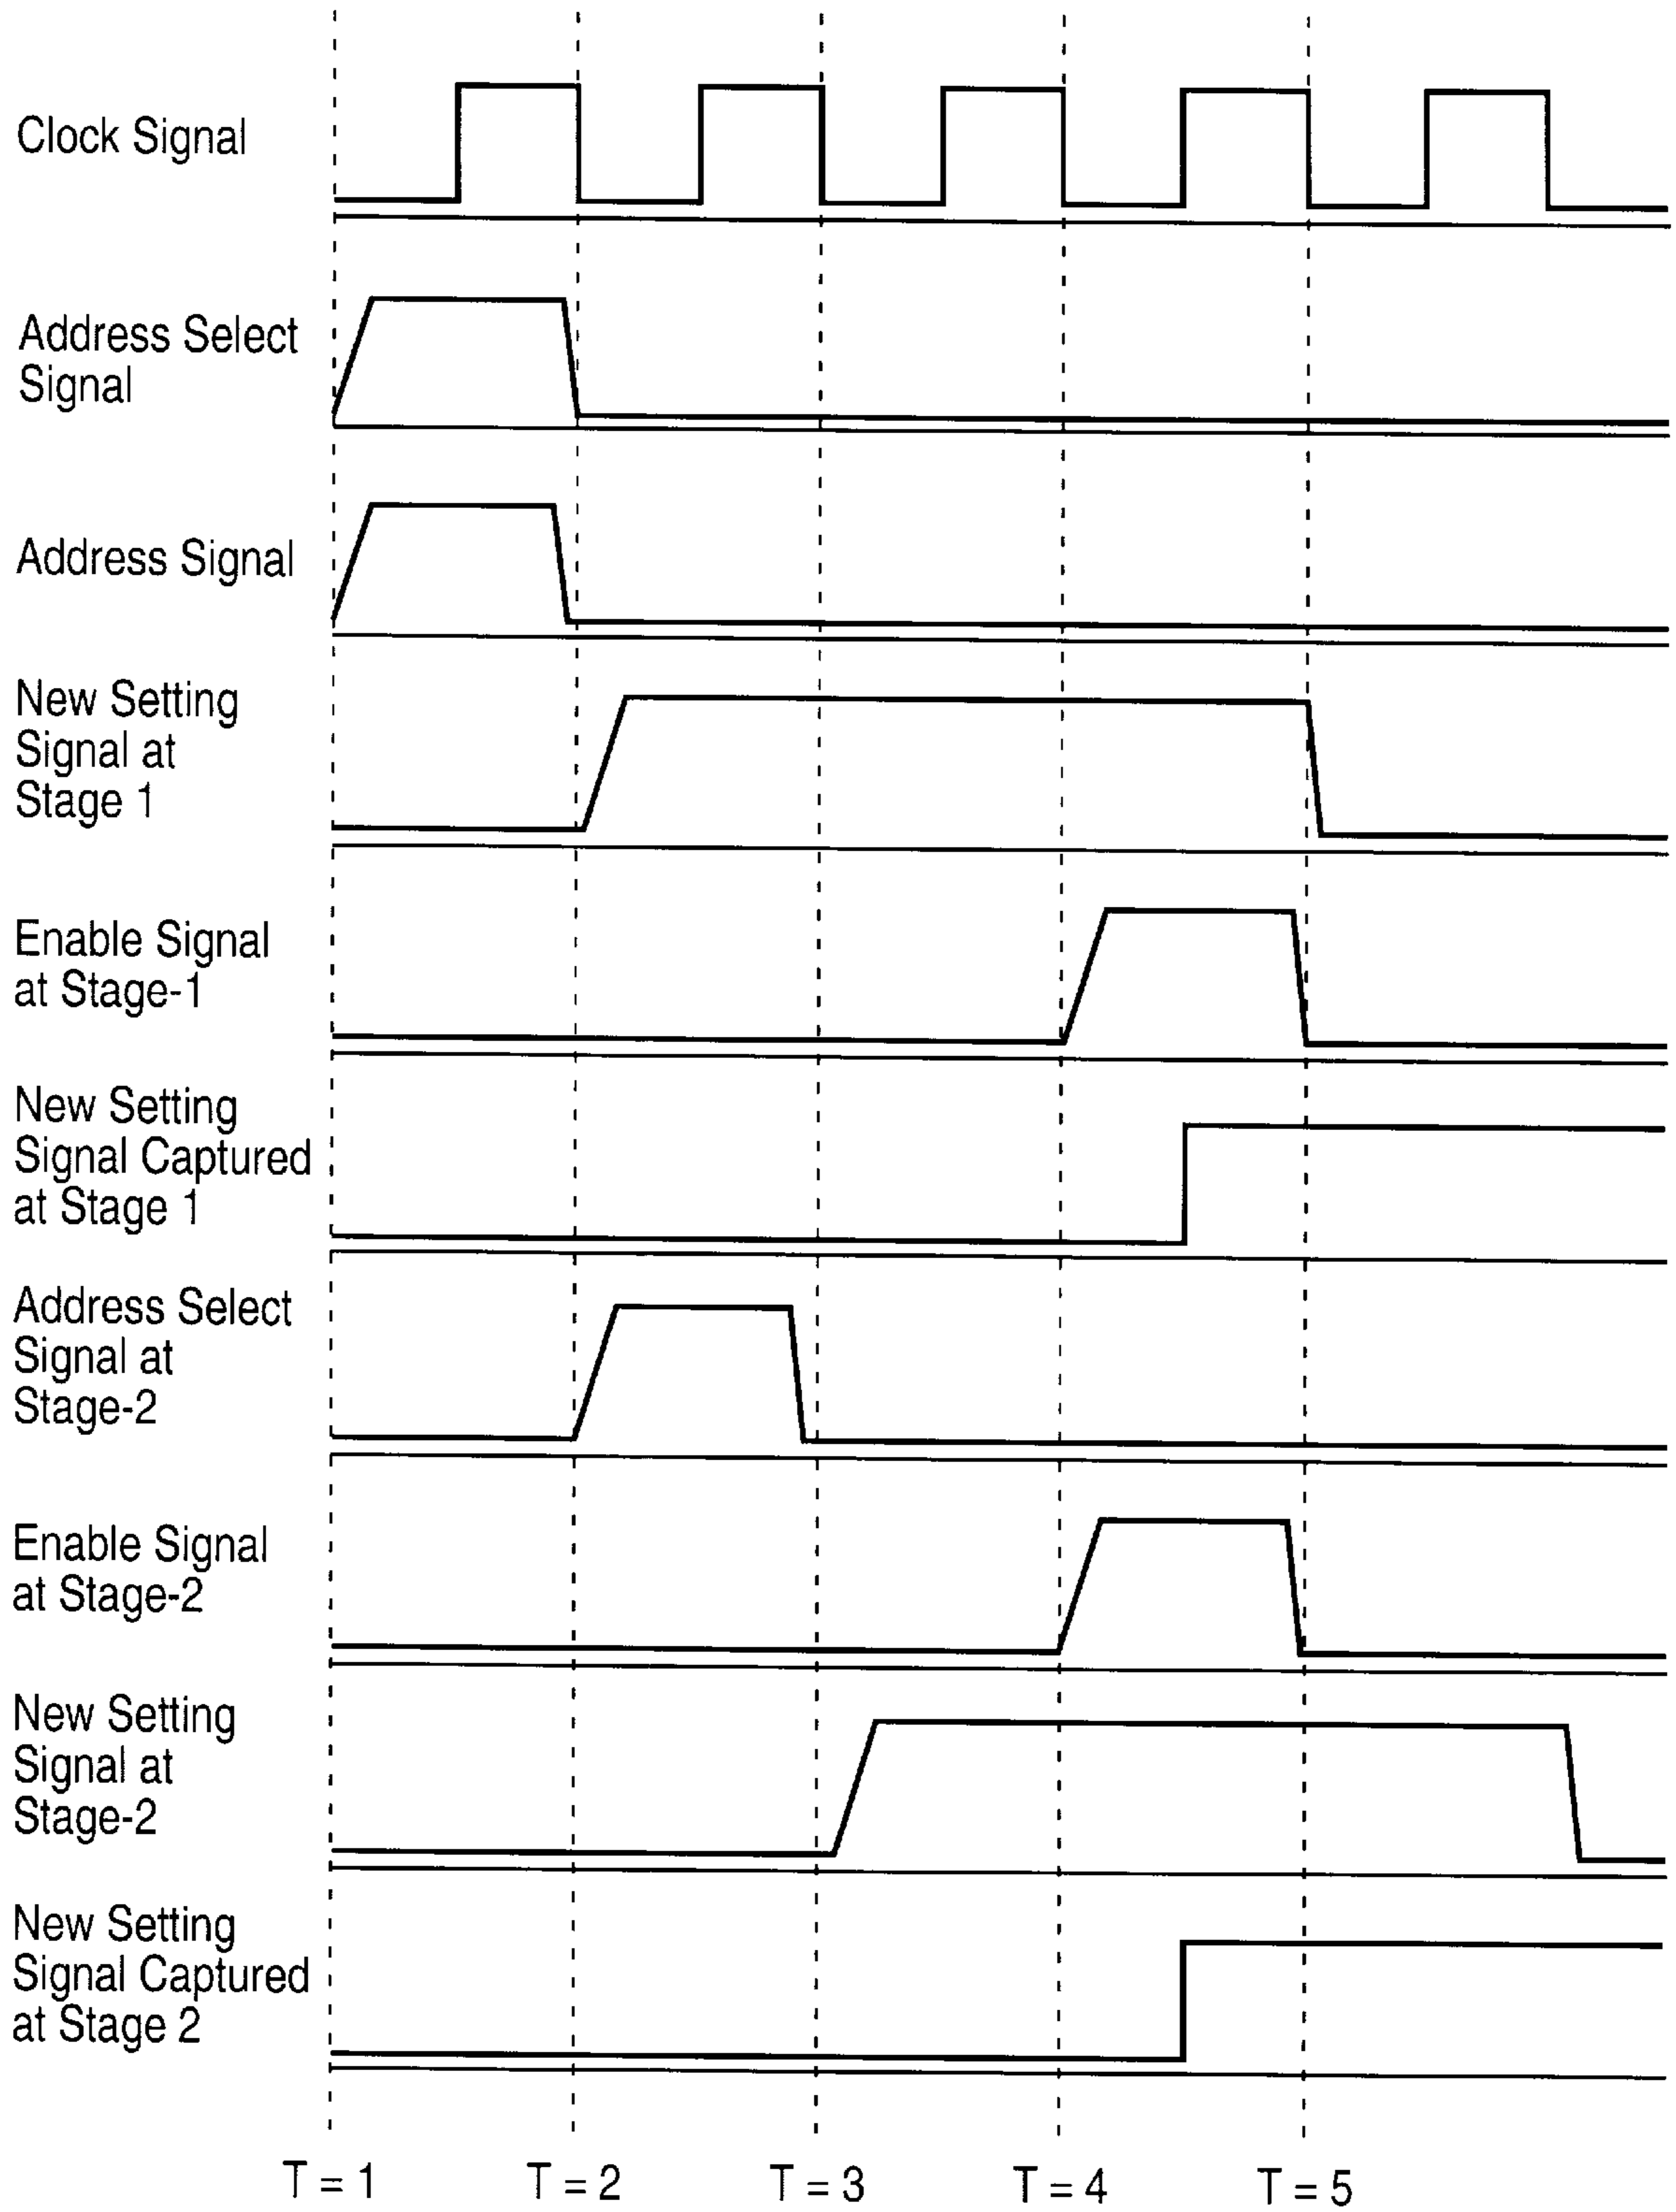 Clock Signal
Address Select
Signal
Address Signal
New Setting
Signal at
Stage 1
Enable Signal
at Stage-1
New Setting
Signal Captured
at Stage 1
Address Select
Signal at
Stage-2
Enable Signal
at Stage-2
New Setting
Signal at
Stage-2
New Setting
Signal Captured
at Stage 2
T = 1 T = 2 T = 3 T = 4 T = 5